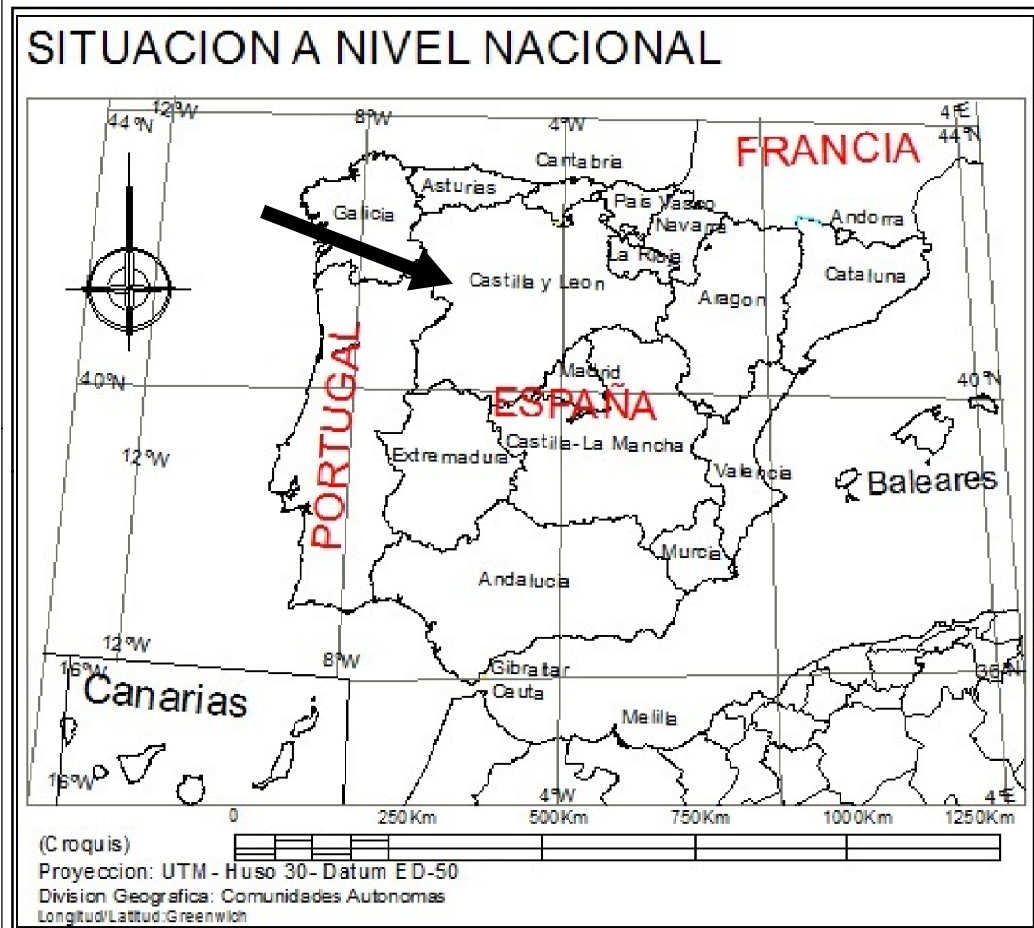 SITUACION A NIVEL NACIONAL
12°W
44°N
8°W
4°W
4°E
44°N
FRANCIA
Cantabria
Asturias
Galicia
Pais Vasco
Navarra
Andorra
La Rioja
Castilla y Leon
Aragon
Cataluna
PORTUGAL
Madrid
40°N
40°N
ESPAÑA
Castilla-La Mancha
Extremadura
12°W
Valencia
Baleares
Murcia
Andalucia
12°W
8°W
16°W
Gibraltar
36°N
Canarias
Ceuta
Melilla
16°W
4°W
4°E
0 250Km 500Km 750Km 1000Km 1250Km
(Croquis)
Proyeccion: UTM - Huso 30- Datum ED-50
Division Geografica: Comunidades Autonomas
Longitud/Latitud:Greenwich